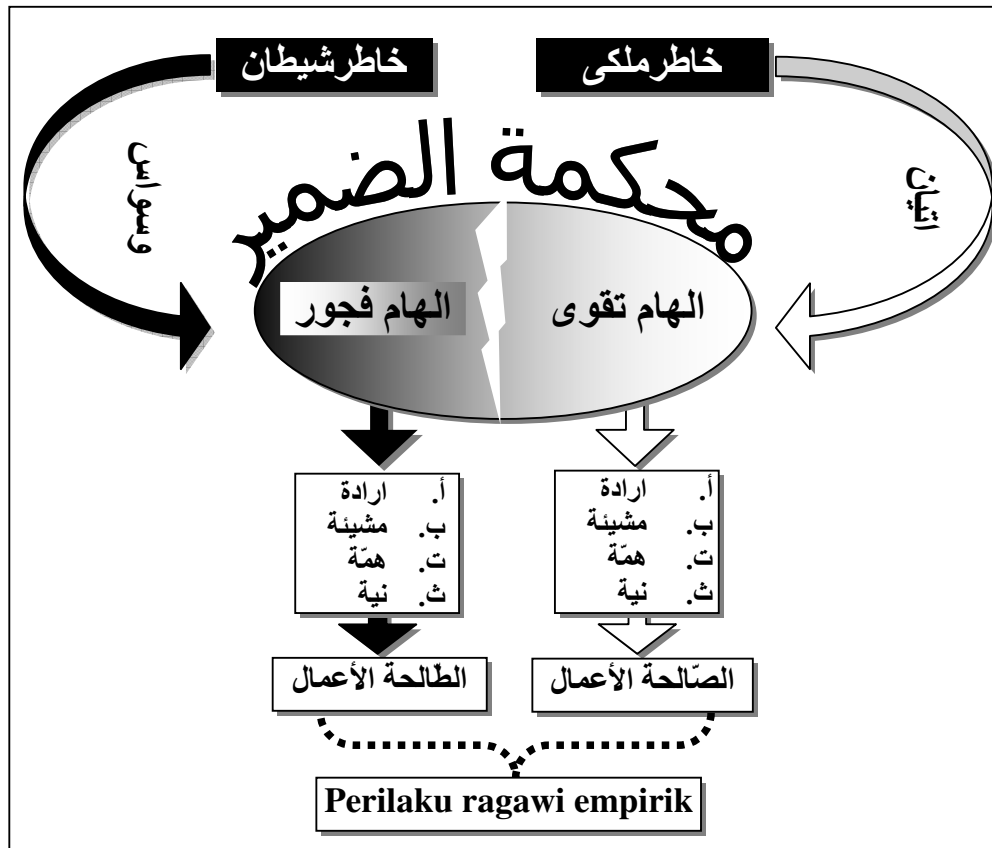 خاطرملكى
خاطرشيطان
اتيان
وسواس
محكمة الضمير
الهام تقوى
الهام فجور
أ. ارادة
ب. مشيئة
ت. همّة
ث. نية
أ. ارادة
ب. مشيئة
ت. همّة
ث. نية
الصّالحة الأعمال
الطّالحة الأعمال
Perilaku ragawi empirik